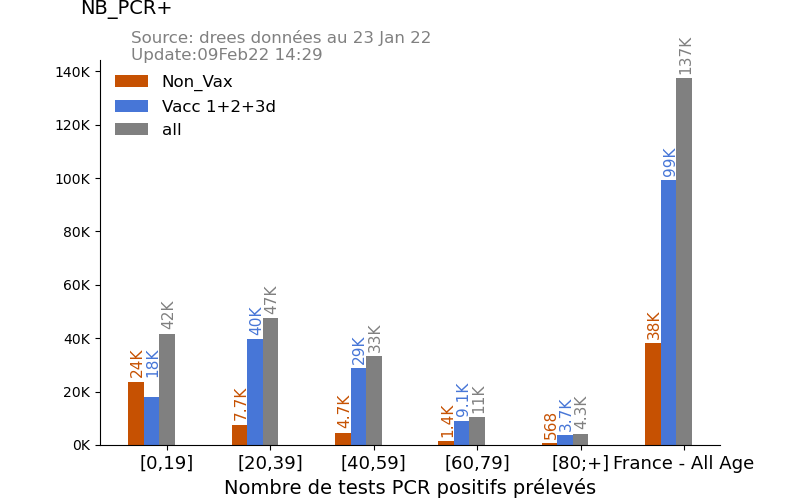 NB_PCR+
Source: drees données au 23 Jan 22
Update:09Feb22 14:29
Non_Vax
Vacc 1+2+3d
all
140K
120K
100K
80K
60K
40K
20K
0K
24K
18K
42K
7.7K
40K
47K
4.7K
29K
33K
1.4K
9.1K
11K
568
3.7K
4.3K
38K
99K
137K
[0,19]
[20,39]
[40,59]
[60,79]
[80;+]
France - All Age
Nombre de tests PCR positifs prélevés